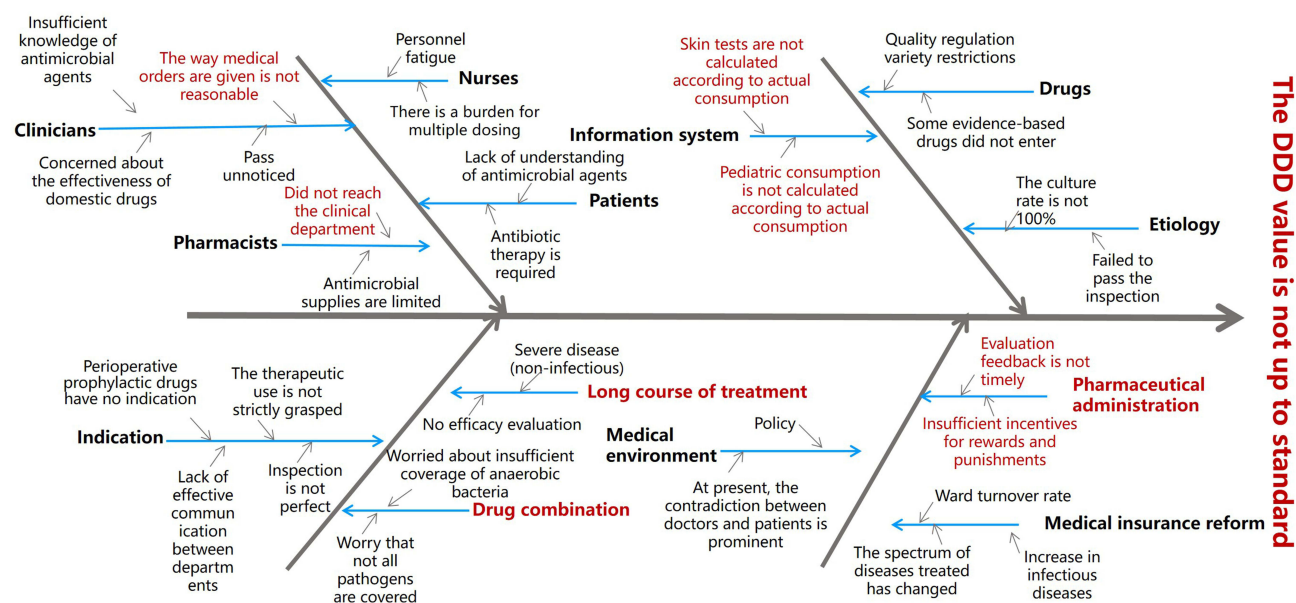 Insufficient
knowledge of
antimicrobial
agents
The way medical
orders are given is not
reasonable
Clinicians
Concerned about
the effectiveness of
domestic drugs
Pass
unnoticed
Personnel
fatigue
Nurses
There is a burden for
multiple dosing
Lack of understanding
of antimicrobial agents
Patients
Antibiotic
therapy is
required
Did not reach
the clinical
department
Pharmacists
Antimicrobial
supplies are limited
Skin tests are not
calculated
according to actual
consumption
Information system
Pediatric consumption
is not calculated
according to actual
consumption
Quality regulation
variety restrictions
Drugs
Some evidence-based
drugs did not enter
The culture
rate is not
100%
Etiology
Failed to
pass the
inspection
The DDD value is not up to standard
Perioperative
prophylactic drugs
have no indication
The therapeutic
use is not
strictly grasped
Indication
Lack of
effective
commun
ication
between
departm
ents
Inspection
is not
perfect
Severe disease
(non-infectious)
Long course of treatment
No efficacy evaluation
Worried about insufficient
coverage of anaerobic
bacteria
Drug combination
Worry that
not all
pathogens
are covered
Policy
Medical
environment
At present, the
contradiction between
doctors and patients is
prominent
Evaluation
feedback is not
timely
Pharmaceutical
administration
Insufficient incentives
for rewards and
punishments
Ward turnover rate
Medical insurance reform
The spectrum of
diseases treated
has changed
Increase in
infectious
diseases